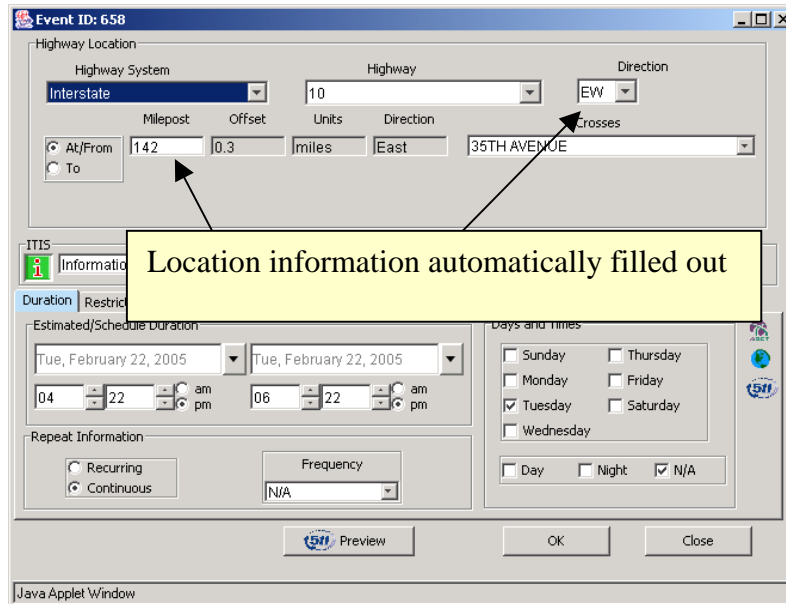 Event ID: 658
Highway Location
Highway System Highway Direction
Interstate 10 EW
Milepost Offset Units Direction Crosses
At/From 142 0.3 miles East 35TH AVENUE
To
ITIS
Informatio
Location information automatically filled out
Duration Restric
Estimated/Schedule Duration Days and Times
Tue, February 22, 2005 Tue, February 22, 2005
04 22 am pm 06 22 am pm
Sunday Thursday
Monday Friday
Tuesday Saturday
Wednesday
Repeat Information
Recurring
Continuous
Frequency
N/A
Day Night N/A
511 Preview OK Close
Java Applet Window
511